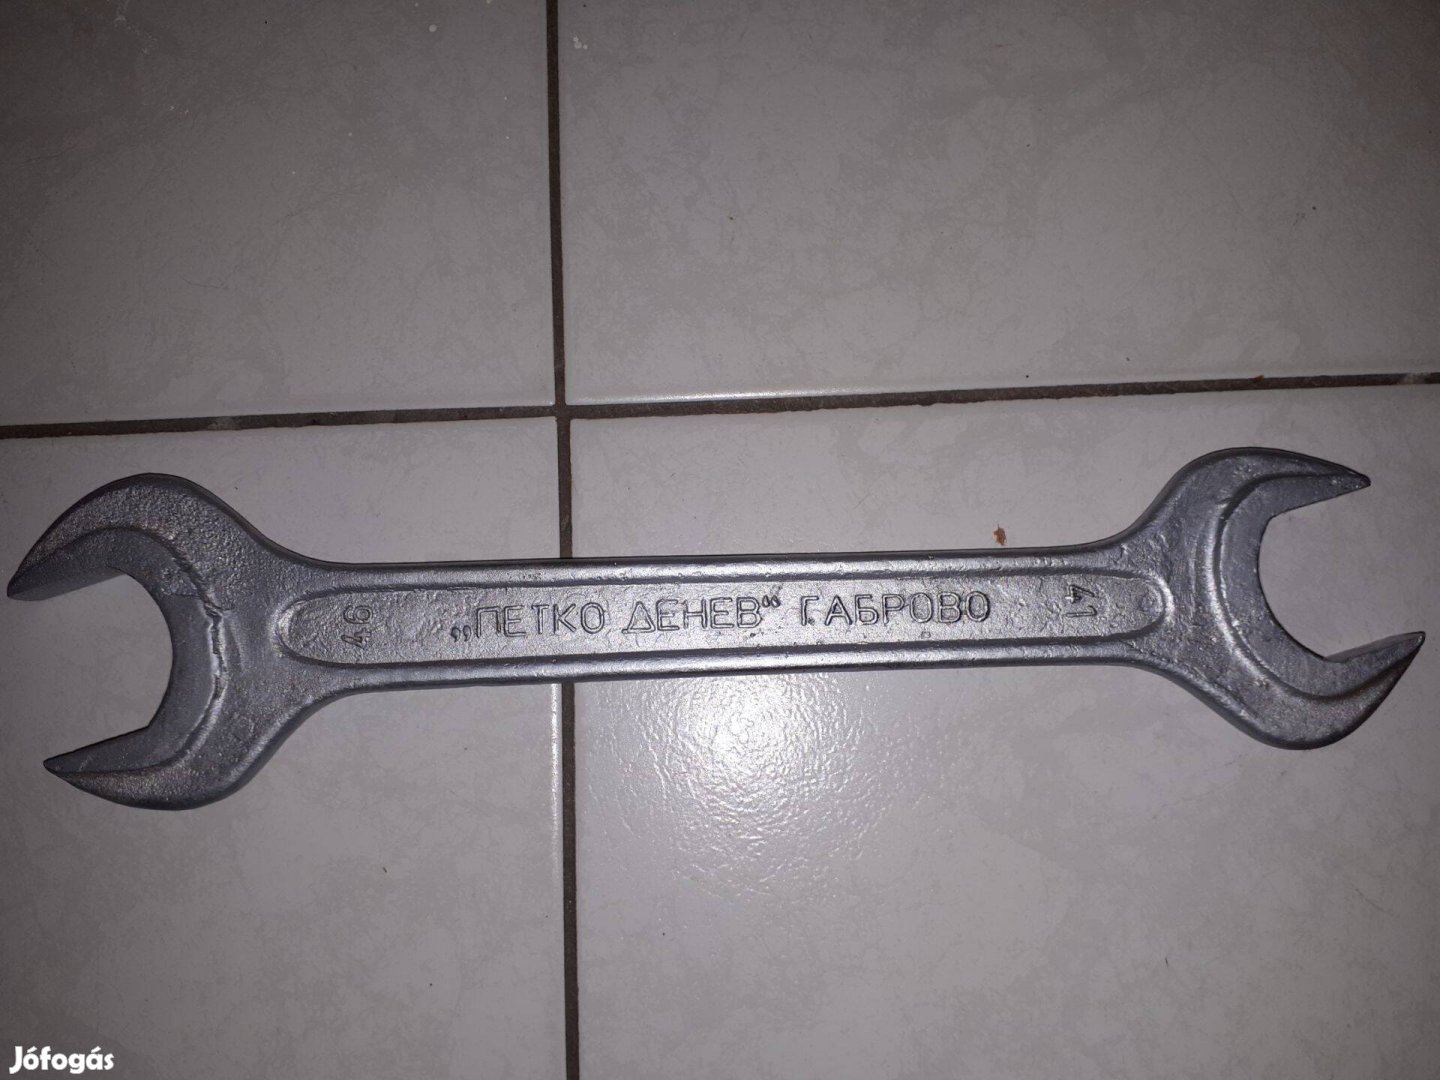 46 „ПЕТКО ДЕНЕВ“ ГАБРОВО 41
Jófogás